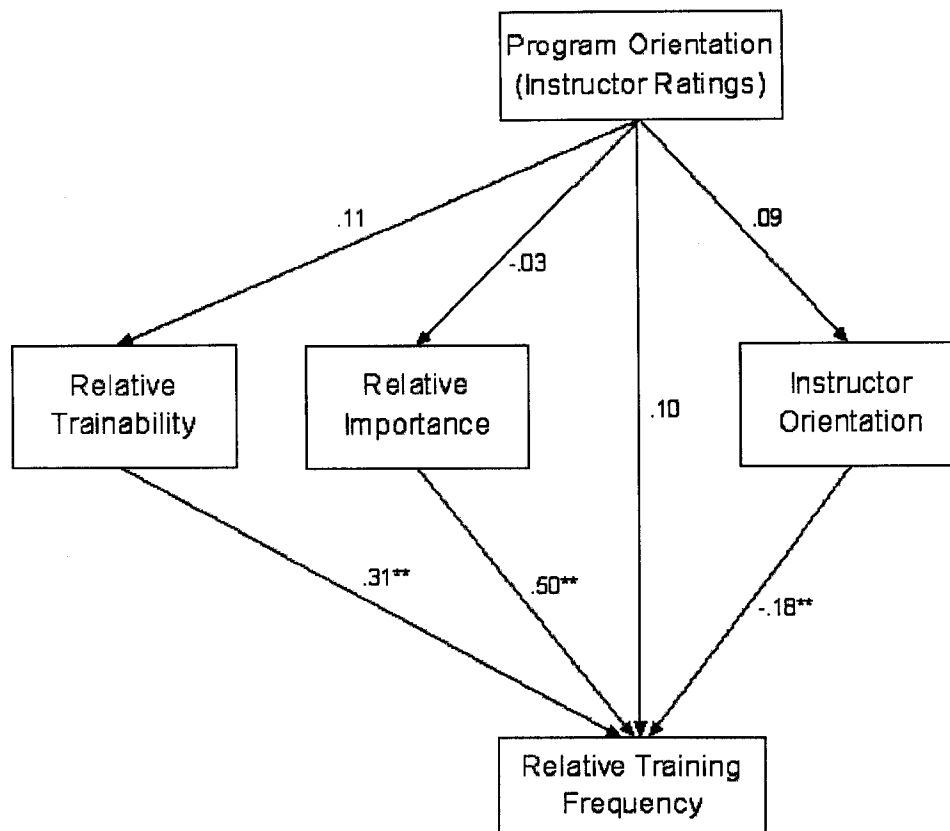 Program Orientation
(Instructor Ratings)
.11
-.03
.09
Relative
Trainability
Relative
Importance
.10
Instructor
Orientation
.31**
.50**
-.18**
Relative Training
Frequency